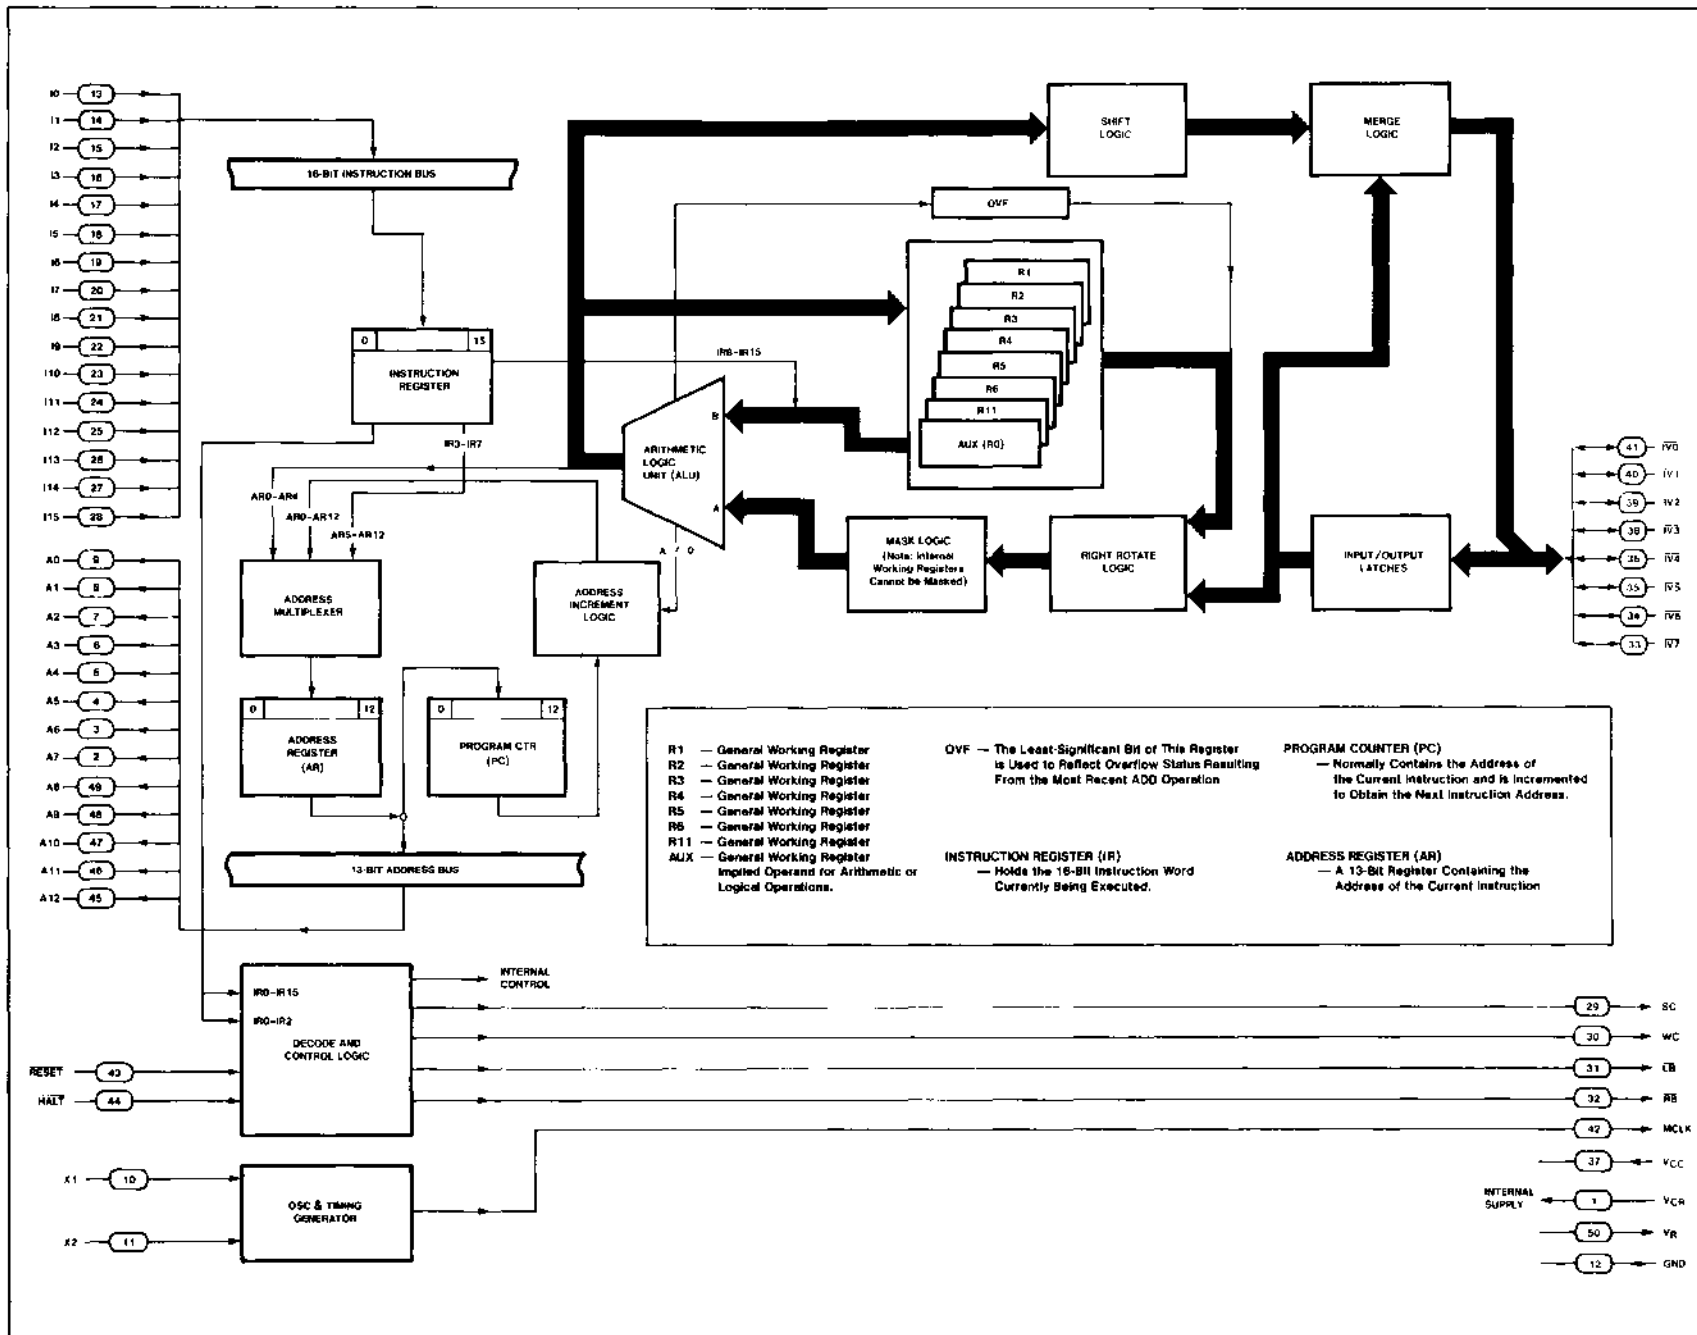 I0 13
I1 14
I2 15
I3 16
I4 17
I5 18
I6 19
I7 20
I8 21
I9 22
I10 23
I11 24
I12 25
I13 26
I14 27
I15 28
A0 9
A1 8
A2 7
A3 6
A4 5
A5 4
A6 3
A7 2
A8 49
A9 48
A10 47
A11 46
A12 45
16-BIT INSTRUCTION BUS
0 15
INSTRUCTION
REGISTER
IR8-IR15
IR3-IR7
AR0-AR4
AR0-AR12
AR5-AR12
ADDRESS
MULTIPLEXER
0 12
ADDRESS
REGISTER
(AR)
0 12
PROGRAM CTR
(PC)
ADDRESS
INCREMENT
LOGIC
13-BIT ADDRESS BUS
ARITHMETIC
LOGIC
UNIT (ALU)
B
A
OVF
R1
R2
R3
R4
R5
R6
R11
AUX (R0)
SHIFT
LOGIC
MERGE
LOGIC
MASK LOGIC
(Note: Internal
Working Registers
Cannot be Masked)
RIGHT ROTATE
LOGIC
INPUT/OUTPUT
LATCHES
41 IV0
40 IV1
39 IV2
38 IV3
36 IV4
35 IV5
34 IV6
33 IV7
R1 — General Working Register
R2 — General Working Register
R3 — General Working Register
R4 — General Working Register
R5 — General Working Register
R6 — General Working Register
R11 — General Working Register
AUX — General Working Register
Implied Operand for Arithmetic or
Logical Operations.
OVF — The Least-Significant Bit of This Register
is Used to Reflect Overflow Status Resulting
From the Most Recent ADD Operation
INSTRUCTION REGISTER (IR)
— Holds the 16-Bit Instruction Word
Currently Being Executed.
PROGRAM COUNTER (PC)
— Normally Contains the Address of
the Current Instruction and is Incremented
to Obtain the Next Instruction Address.
ADDRESS REGISTER (AR)
— A 13-Bit Register Containing the
Address of the Current Instruction
IR0-IR15
IR0-IR2
DECODE AND
CONTROL LOGIC
INTERNAL
CONTROL
RESET 43
HALT 44
X1 10
X2 11
OSC & TIMING
GENERATOR
29 SC
30 WC
31 LB
32 RB
42 MCLK
37 VCC
INTERNAL
SUPPLY
1 VCR
50 VR
12 GND